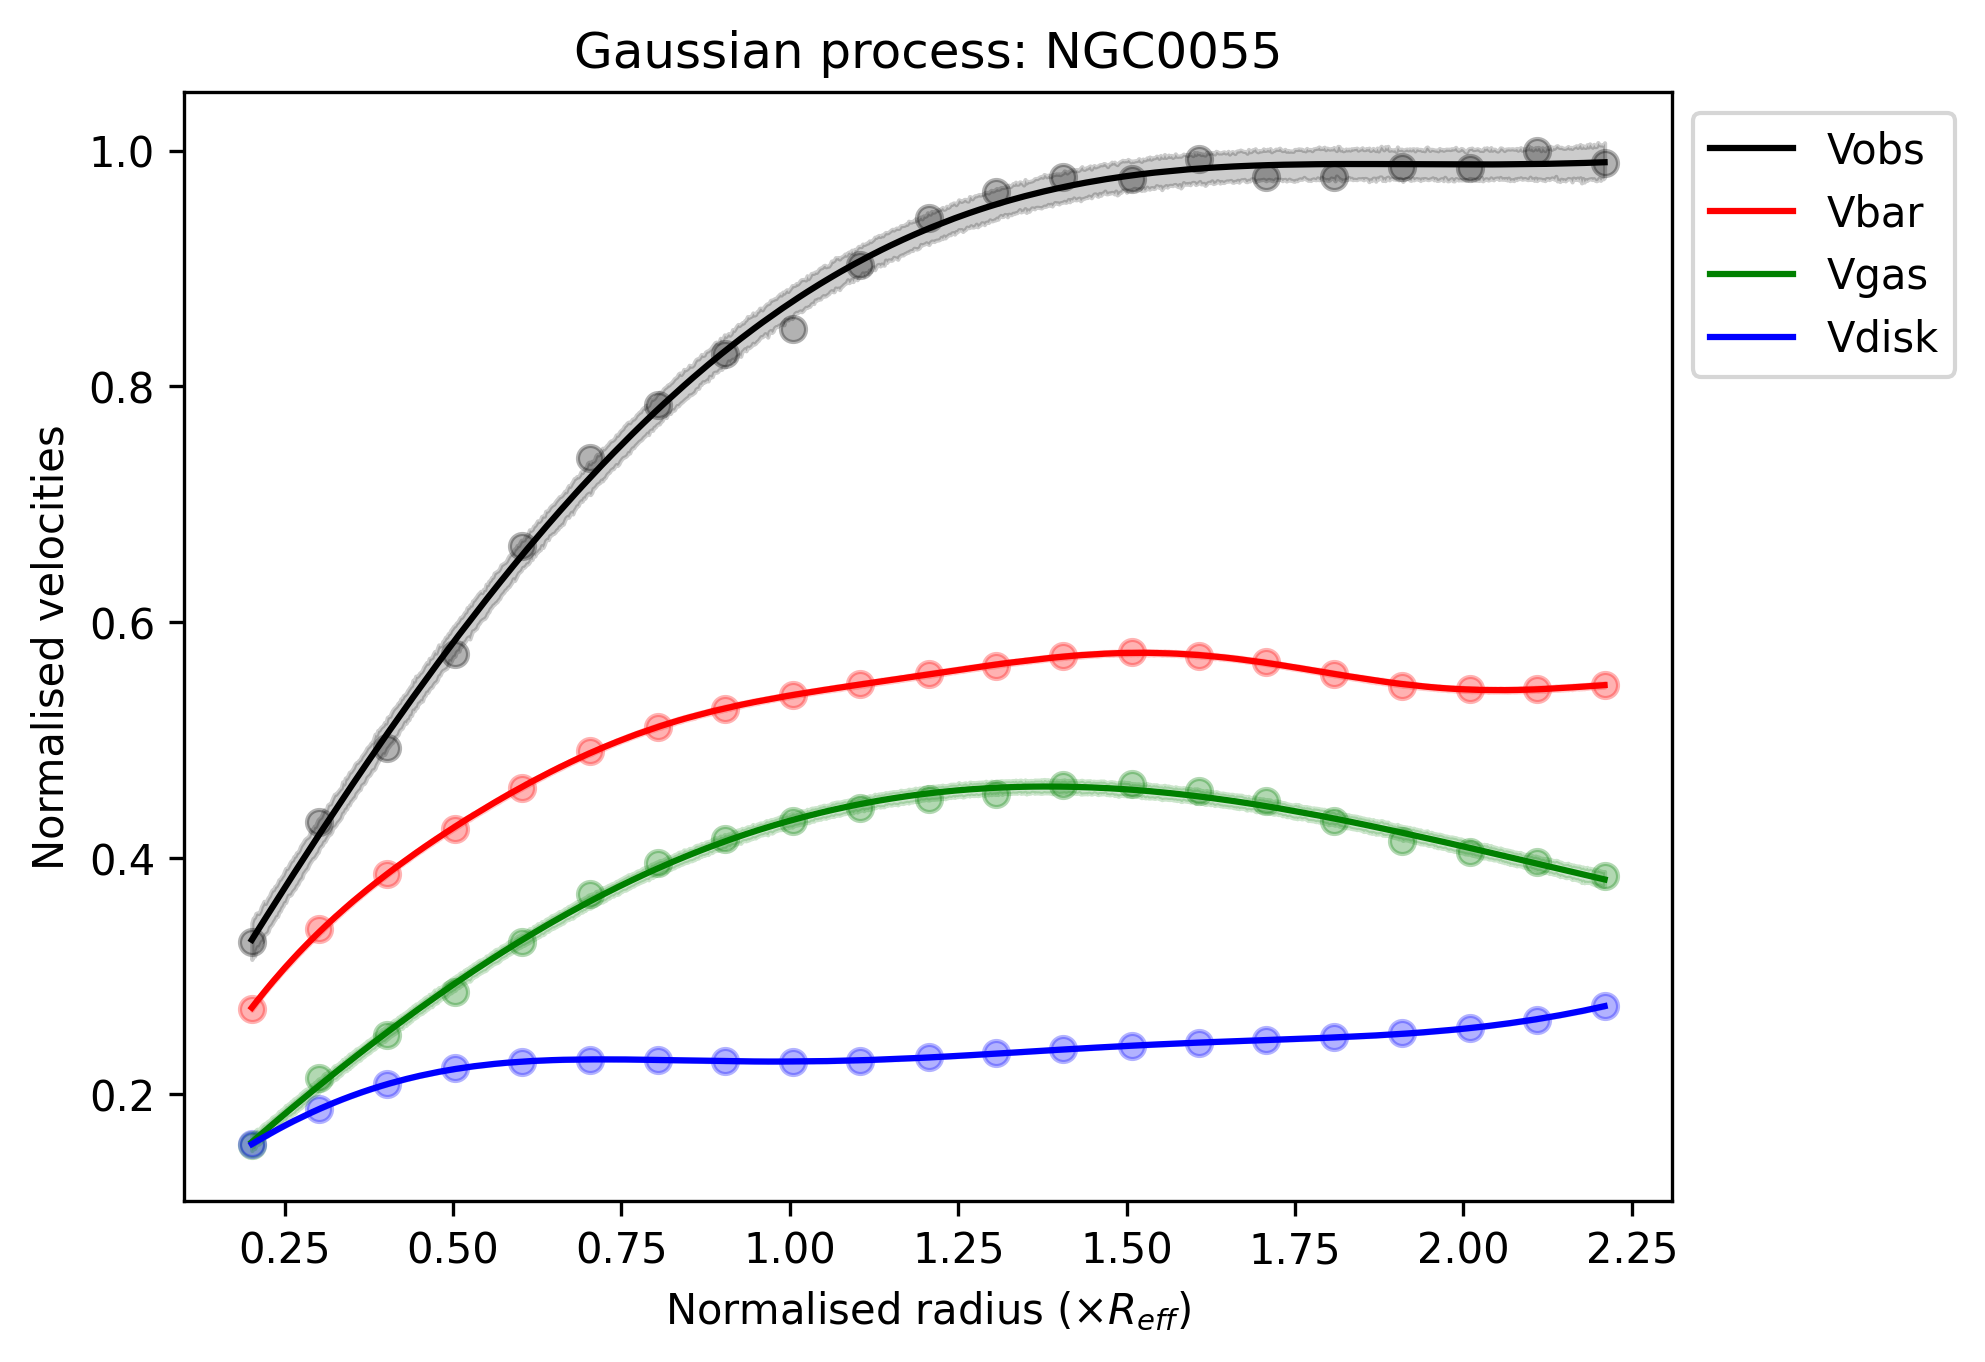 Gaussian process: NGC0055
Vobs
Vbar
Vgas
Vdisk
Normalised velocities
1.0
0.8
0.6
0.4
0.2
0.25 0.50 0.75 1.00 1.25 1.50 1.75 2.00 2.25
Normalised radius (×R_eff)